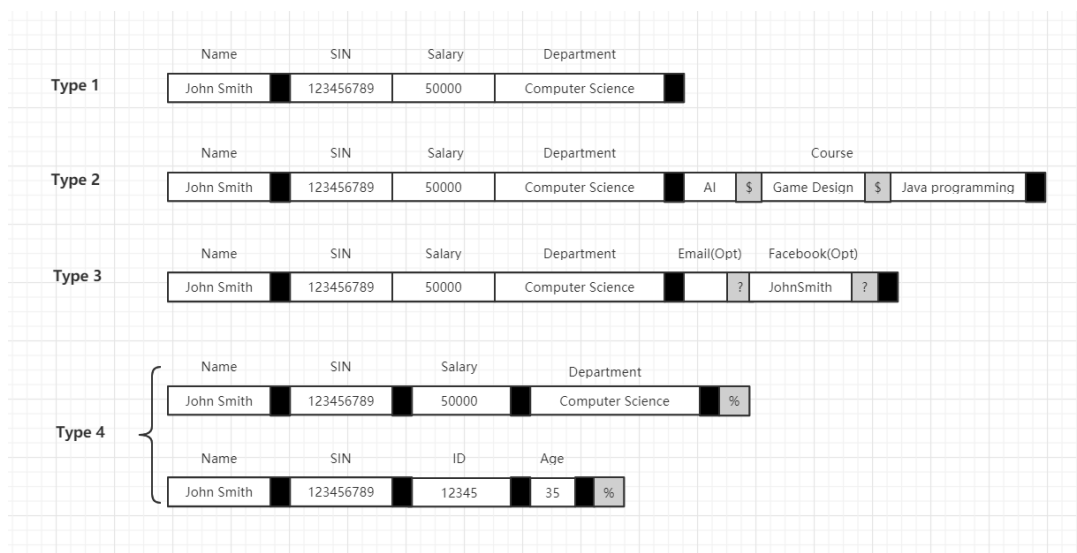 Name SIN Salary Department
Type 1
John Smith 123456789 50000 Computer Science
Name SIN Salary Department Course
Type 2
John Smith 123456789 50000 Computer Science AI $ Game Design $ Java programming
Name SIN Salary Department Email(Opt) Facebook(Opt)
Type 3
John Smith 123456789 50000 Computer Science ? JohnSmith ?
Name SIN Salary Department
John Smith 123456789 50000 Computer Science %
Type 4
Name SIN ID Age
John Smith 123456789 12345 35 %